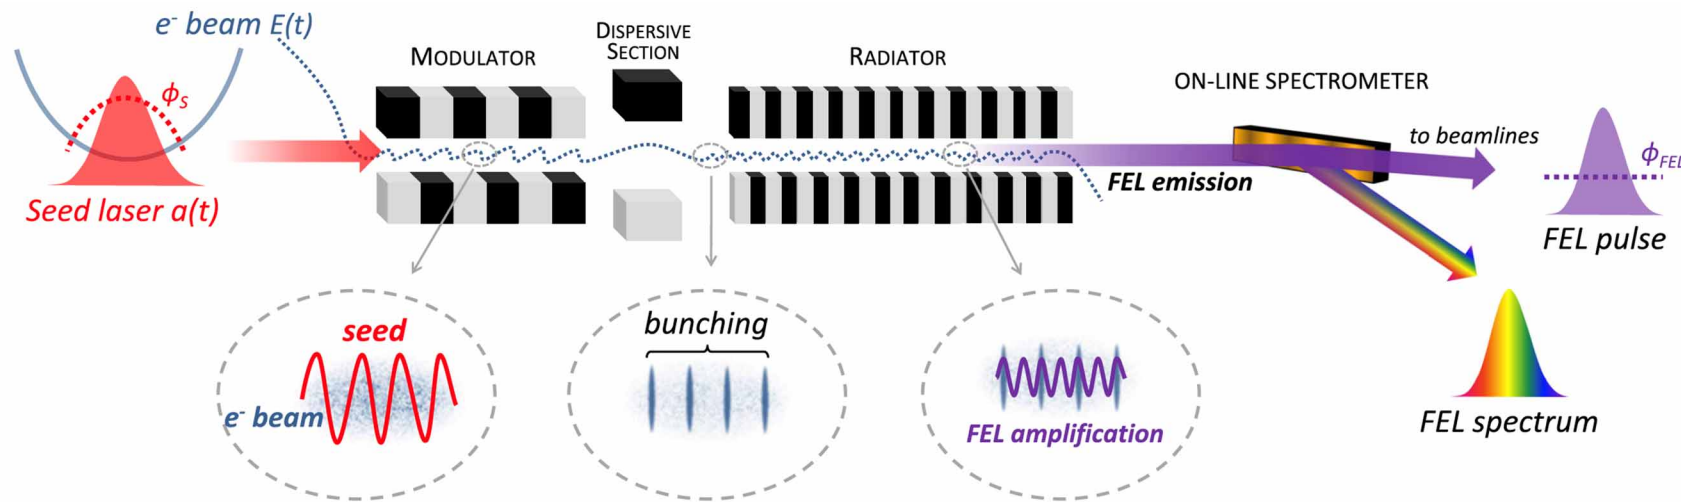 e⁻ beam E(t)
ϕS
Seed laser a(t)
MODULATOR
DISPERSIVE
SECTION
RADIATOR
ON-LINE SPECTROMETER
to beamlines
FEL emission
ϕFEL
FEL pulse
FEL spectrum
seed
e⁻ beam
bunching
FEL amplification